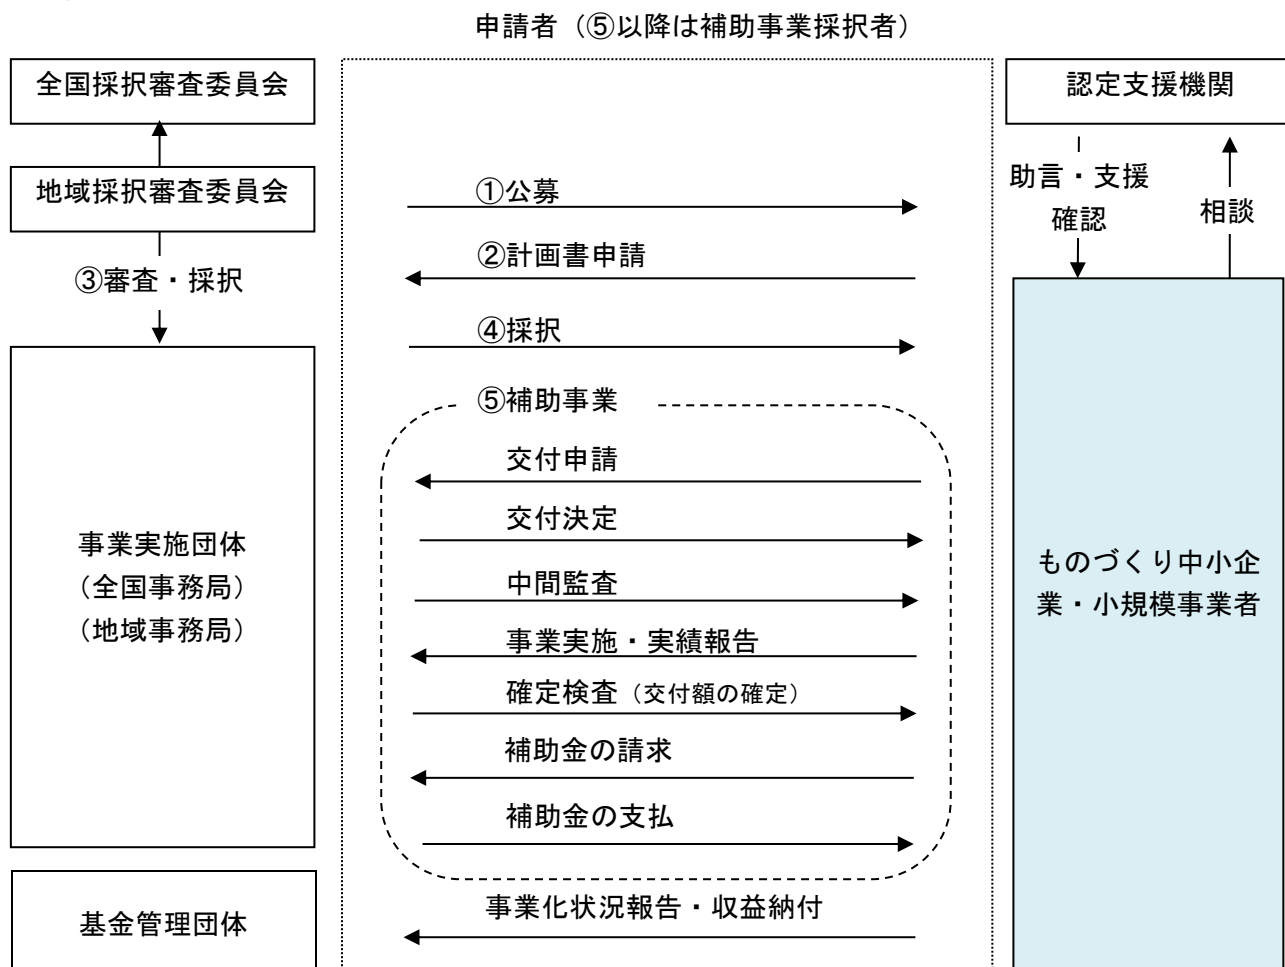 申請者（⑤以降は補助事業採択者）
全国採択審査委員会
地域採択審査委員会
③審査・採択
事業実施団体
（全国事務局）
（地域事務局）
基金管理団体
①公募
②計画書申請
④採択
⑤補助事業
交付申請
交付決定
中間監査
事業実施・実績報告
確定検査（交付額の確定）
補助金の請求
補助金の支払
事業化状況報告・収益納付
認定支援機関
助言・支援
確認
相談
ものづくり中小企
業・小規模事業者